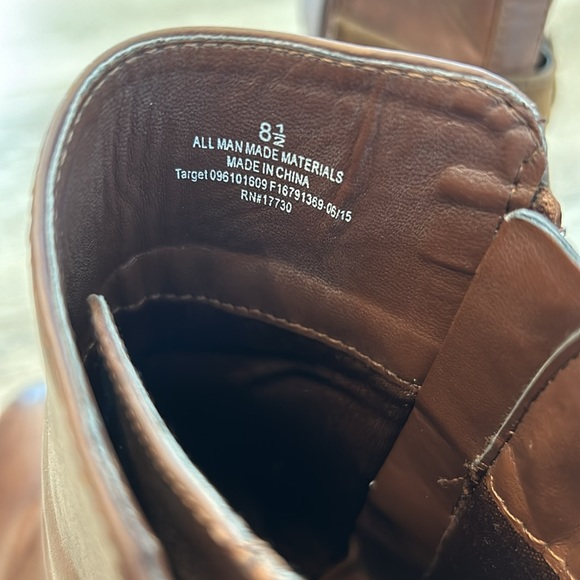 8½
ALL MAN MADE MATERIALS
MADE IN CHINA
Target 096101609 F16791369-06/15
RN#17730